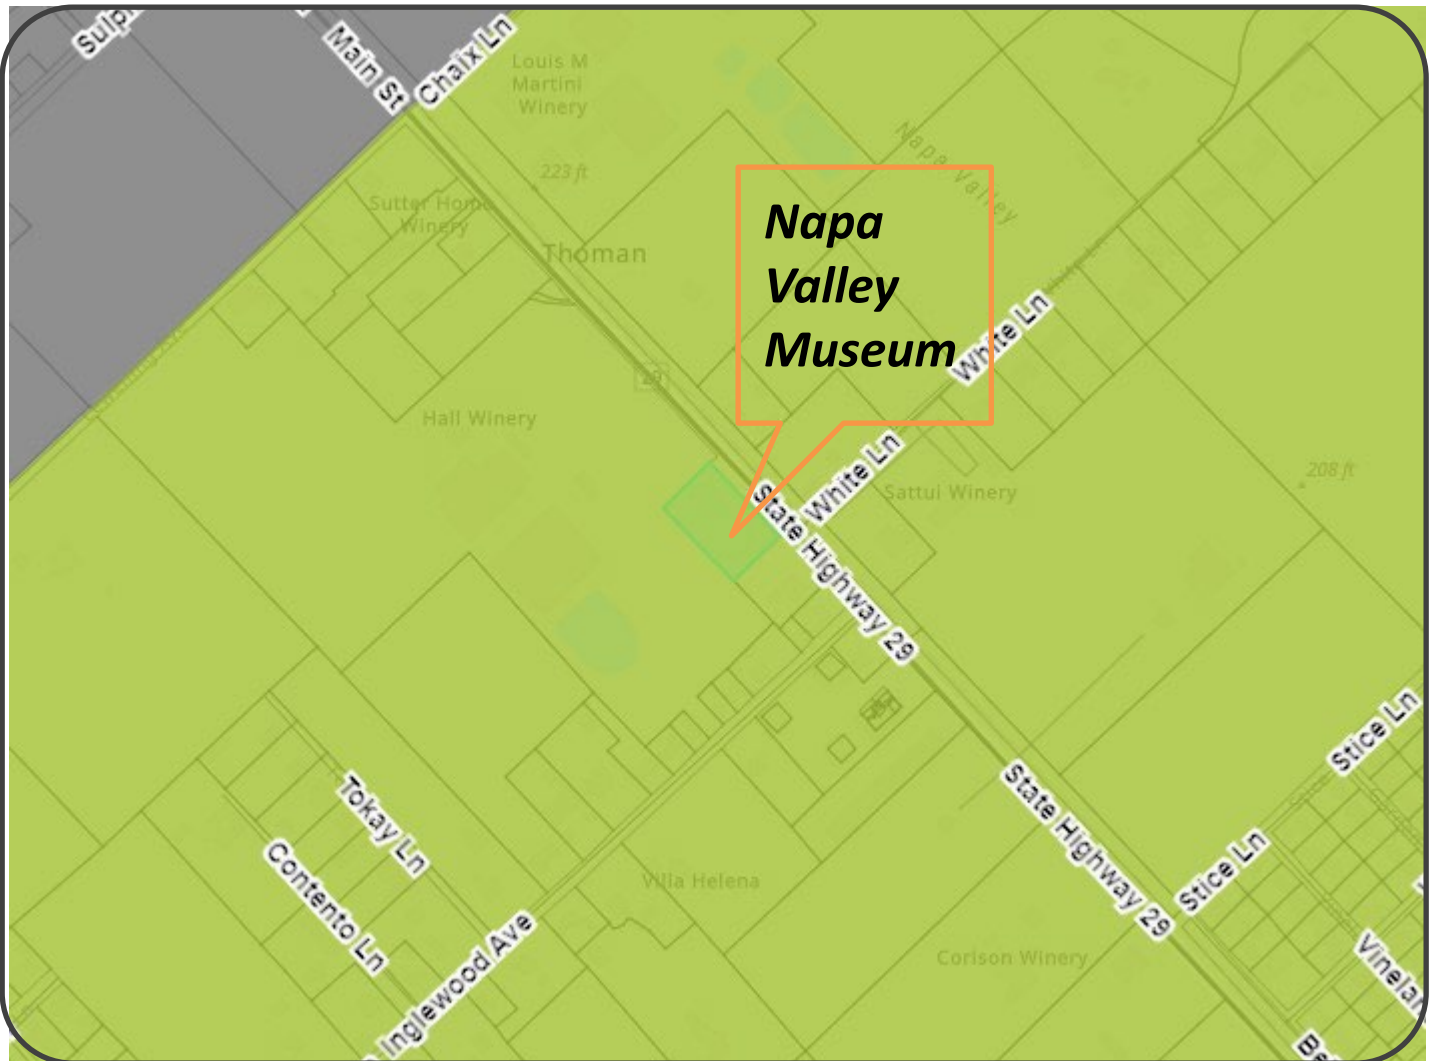 Main St
Chaix Ln
Louis M
Martini
Winery
223 ft
Napa Valley
Sutter Home
Winery
Thoman
Napa
Valley
Museum
White Ln
29
Hall Winery
White Ln
Sattui Winery
208 ft
State Highway 29
Stice Ln
Tokay Ln
State Highway 29
Stice Ln
Contento Ln
Villa Helena
Inglewood Ave
Corison Winery